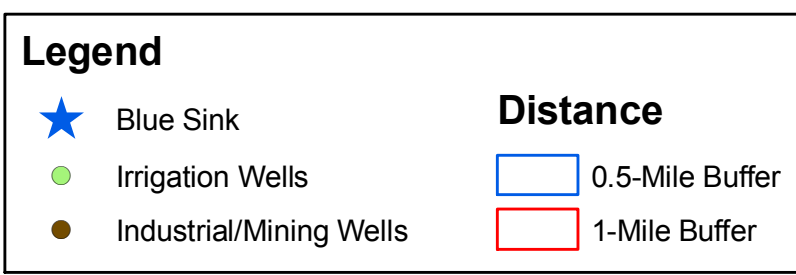 Legend
Blue Sink
Irrigation Wells
Industrial/Mining Wells
Distance
0.5-Mile Buffer
1-Mile Buffer